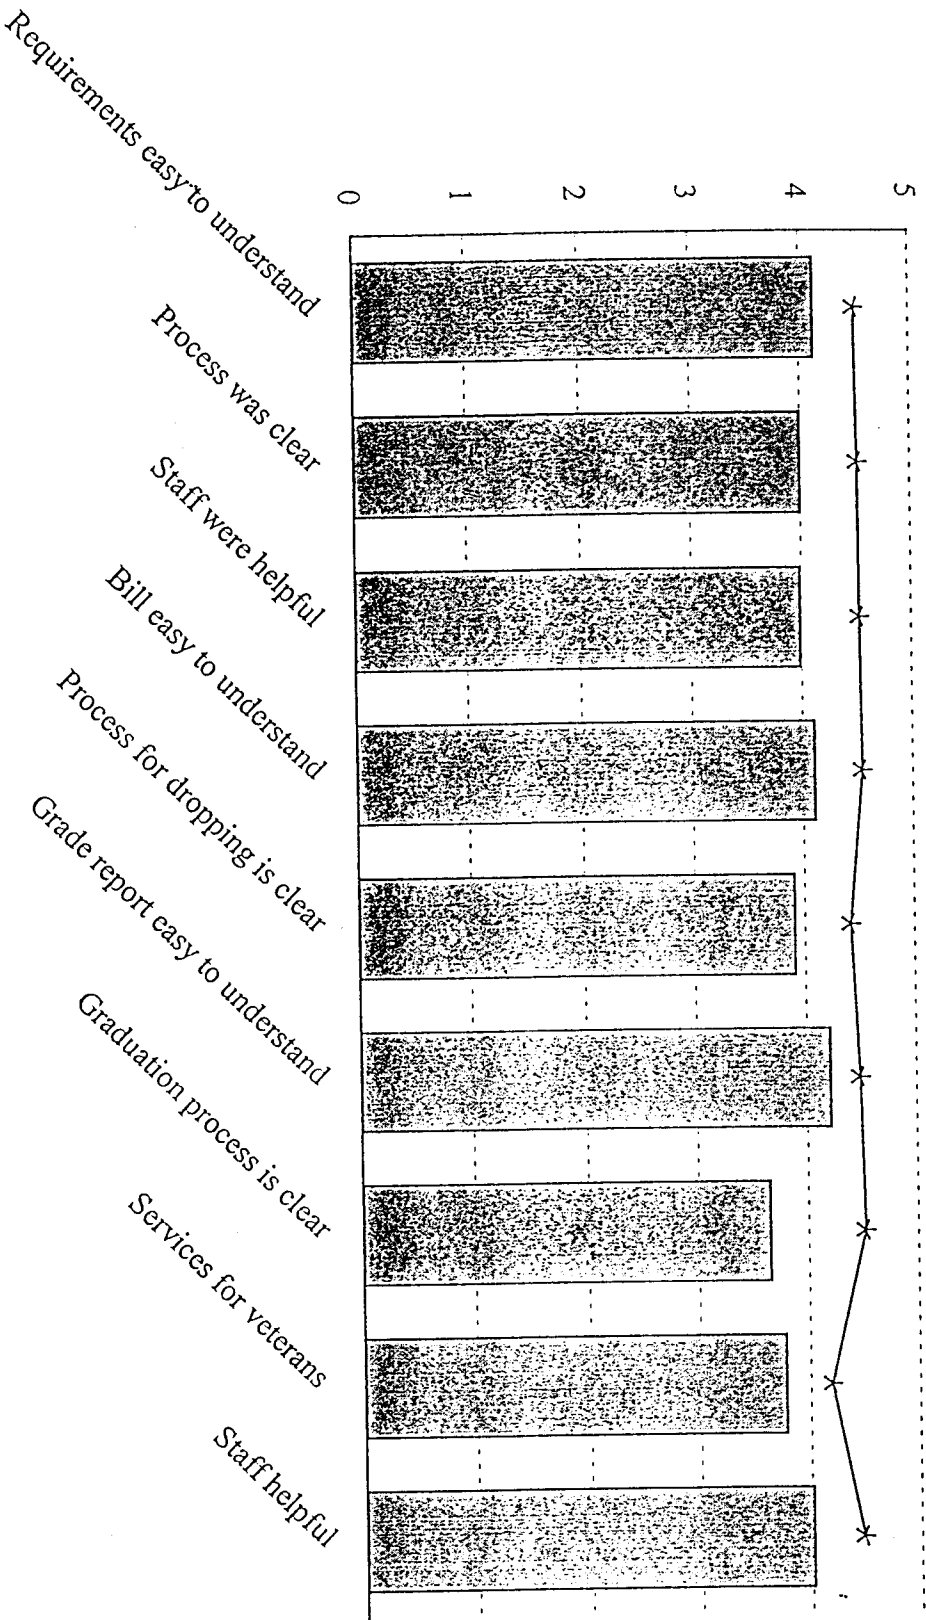 5
4
3
2
1
0
Requirements easy to understand
Process was clear
Staff were helpful
Bill easy to understand
Process for dropping is clear
Grade report easy to understand
Graduation process is clear
Services for veterans
Staff helpful